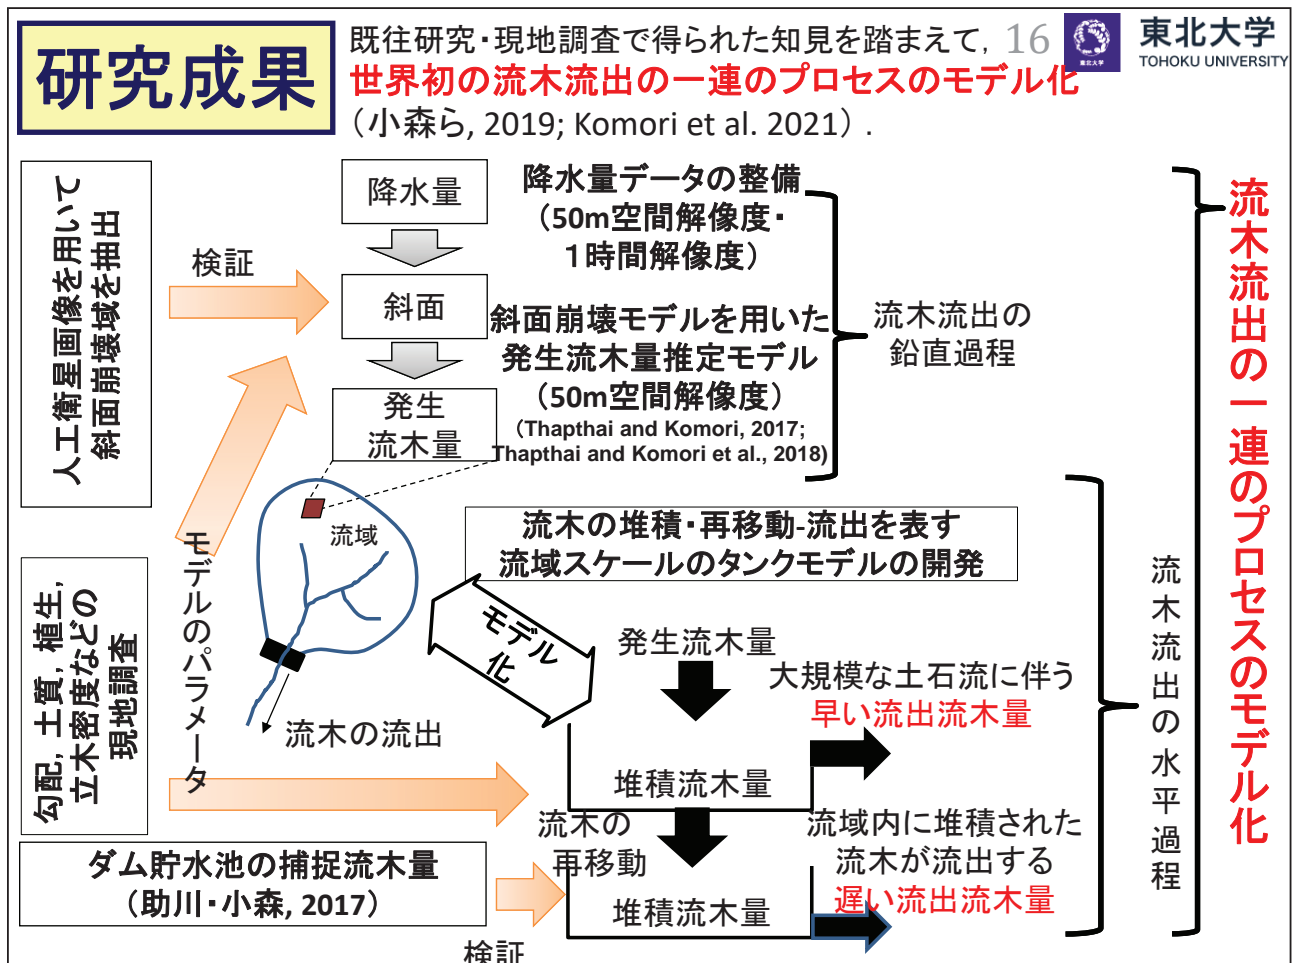 研究成果
既往研究・現地調査で得られた知見を踏まえて,
世界初の流木流出の一連のプロセスのモデル化
（小森ら, 2019; Komori et al. 2021）.
16
東北大学
東北大学
TOHOKU UNIVERSITY
人工衛星画像を用いて
斜面崩壊域を抽出
検証
降水量
斜面
発生
流木量
降水量データの整備
（50m空間解像度・
１時間解像度）
斜面崩壊モデルを用いた
発生流木量推定モデル
（50m空間解像度）
(Thapthai and Komori, 2017;
Thapthai and Komori et al., 2018)
流木流出の
鉛直過程
流木流出の一連のプロセスのモデル化
流域
流木の流出
モデルのパラメータ
勾配, 土質, 植生,
立木密度などの
現地調査
流木の堆積・再移動-流出を表す
流域スケールのタンクモデルの開発
モデル
化
発生流木量
大規模な土石流に伴う
早い流出流木量
堆積流木量
流木の
再移動
流域内に堆積された
流木が流出する
遅い流出流木量
堆積流木量
流木流出の水平過程
ダム貯水池の捕捉流木量
（助川・小森, 2017）
検証